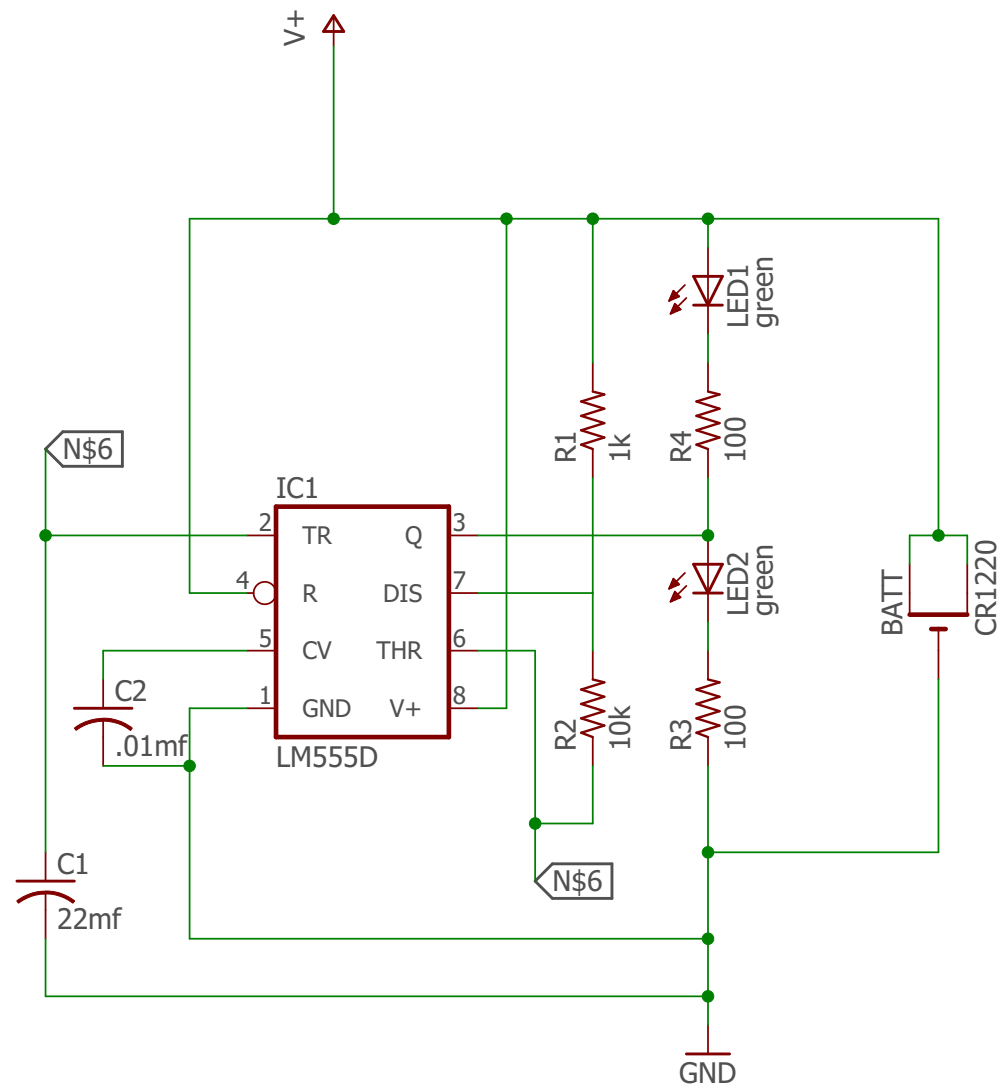 V+
LED1
green
N$6
R1
1k
R4
100
IC1
2
TR
Q
3
4
R
DIS
7
5
CV
THR
6
1
GND
V+
8
LM555D
LED2
green
BATT
CR1220
C2
.01mf
R2
10k
R3
100
C1
22mf
N$6
GND